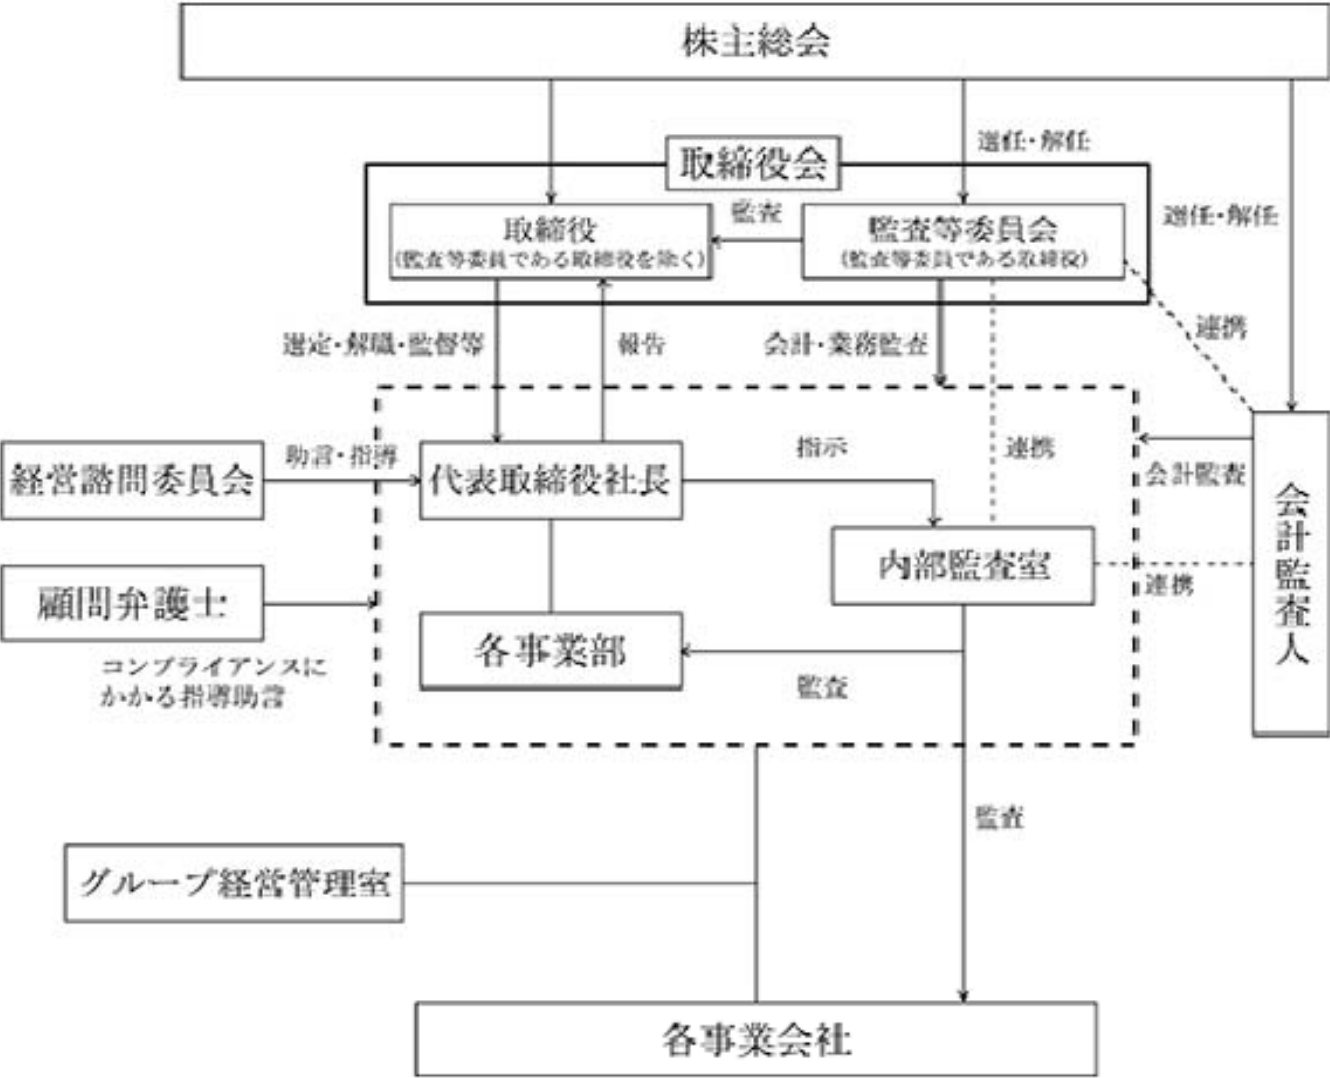 株主総会
選任・解任
取締役会
選任・解任
監査
取締役
(監査等委員である取締役を除く)
監査等委員会
(監査等委員である取締役)
連携
選定・解職・監督等
報告
会計・業務監査
助言・指導
指示
連携
経営諮問委員会
代表取締役社長
会計監査
会計監査人
内部監査室
連携
顧問弁護士
各事業部
コンプライアンスに
かかる指導助言
監査
監査
グループ経営管理室
各事業会社